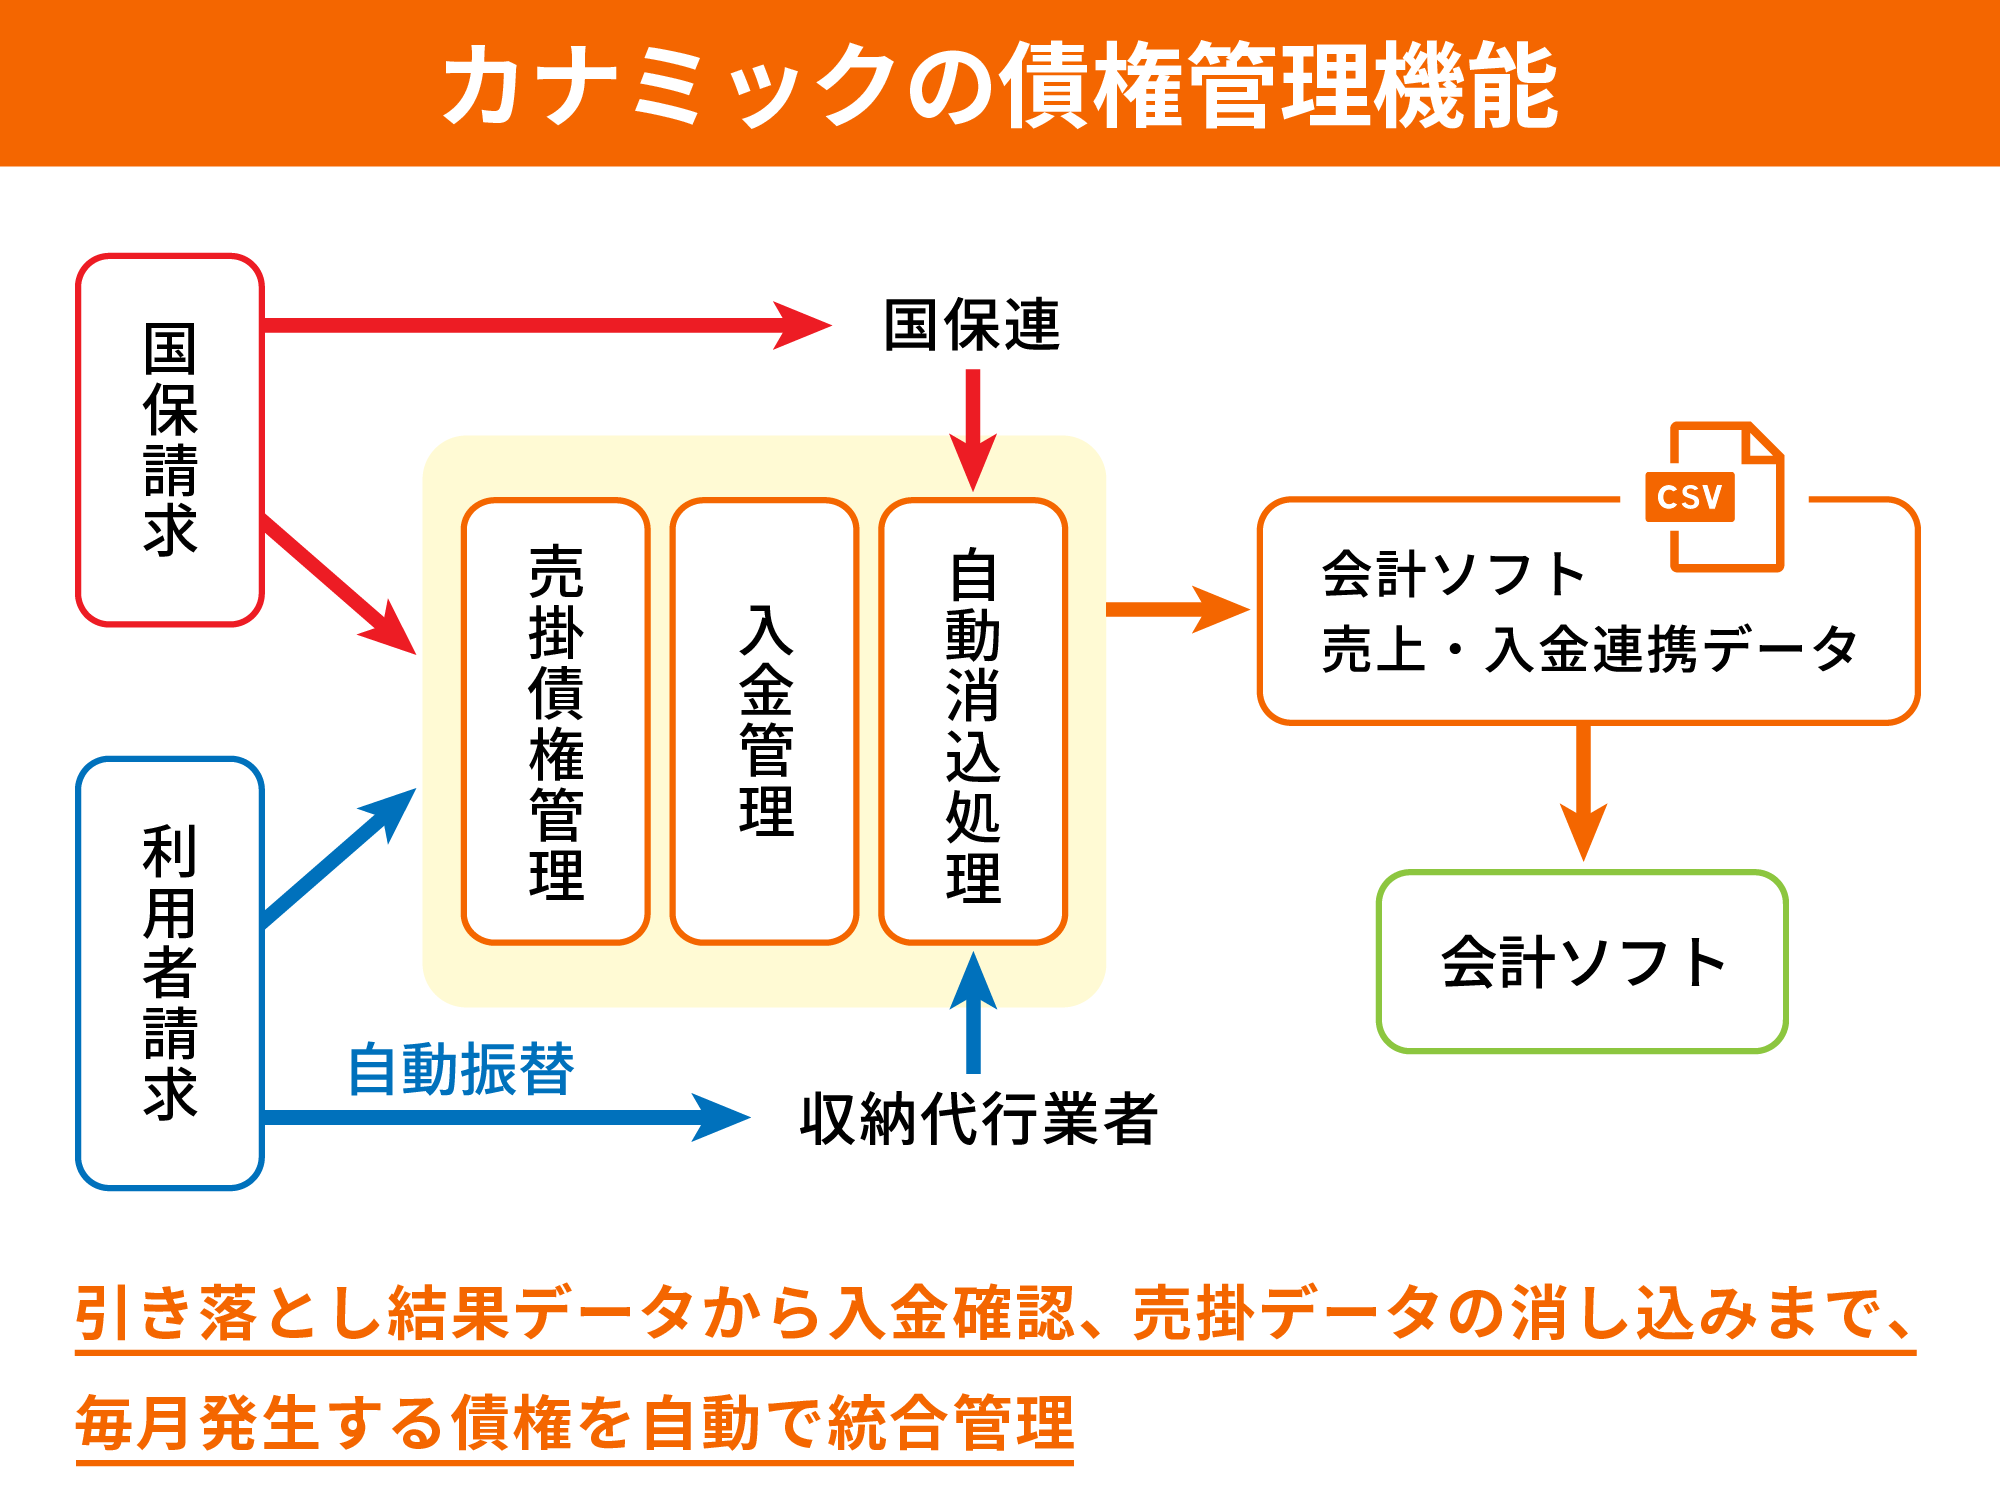 カナミックの債権管理機能
国保請求
国保連
売掛債権管理
入金管理
自動消込処理
CSV
会計ソフト
売上・入金連携データ
会計ソフト
利用者請求
自動振替
収納代行業者
引き落とし結果データから入金確認、売掛データの消し込みまで、
毎月発生する債権を自動で統合管理